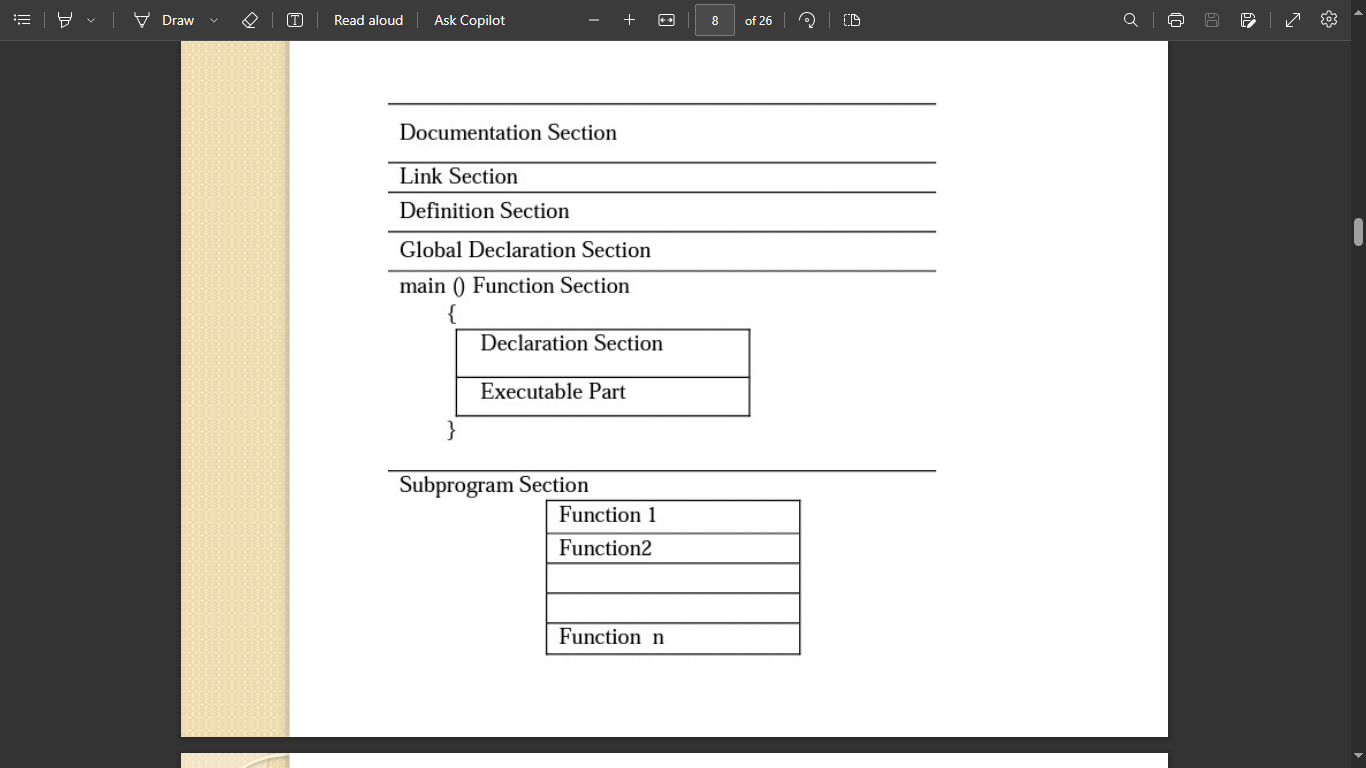 Draw
Read aloud
Ask Copilot
8
of 26
Documentation Section
Link Section
Definition Section
Global Declaration Section
main () Function Section
{
Declaration Section
Executable Part
}
Subprogram Section
Function 1
Function2
Function n